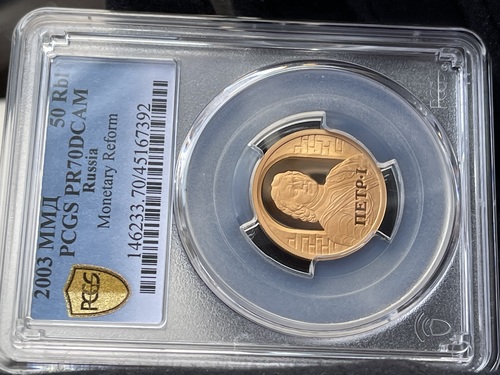 2003 ММД 50 Rbl
PCGS PR70DCAM
Russia
Monetary Reform
146233.70/45167392
PCGS
ПЕТР·I